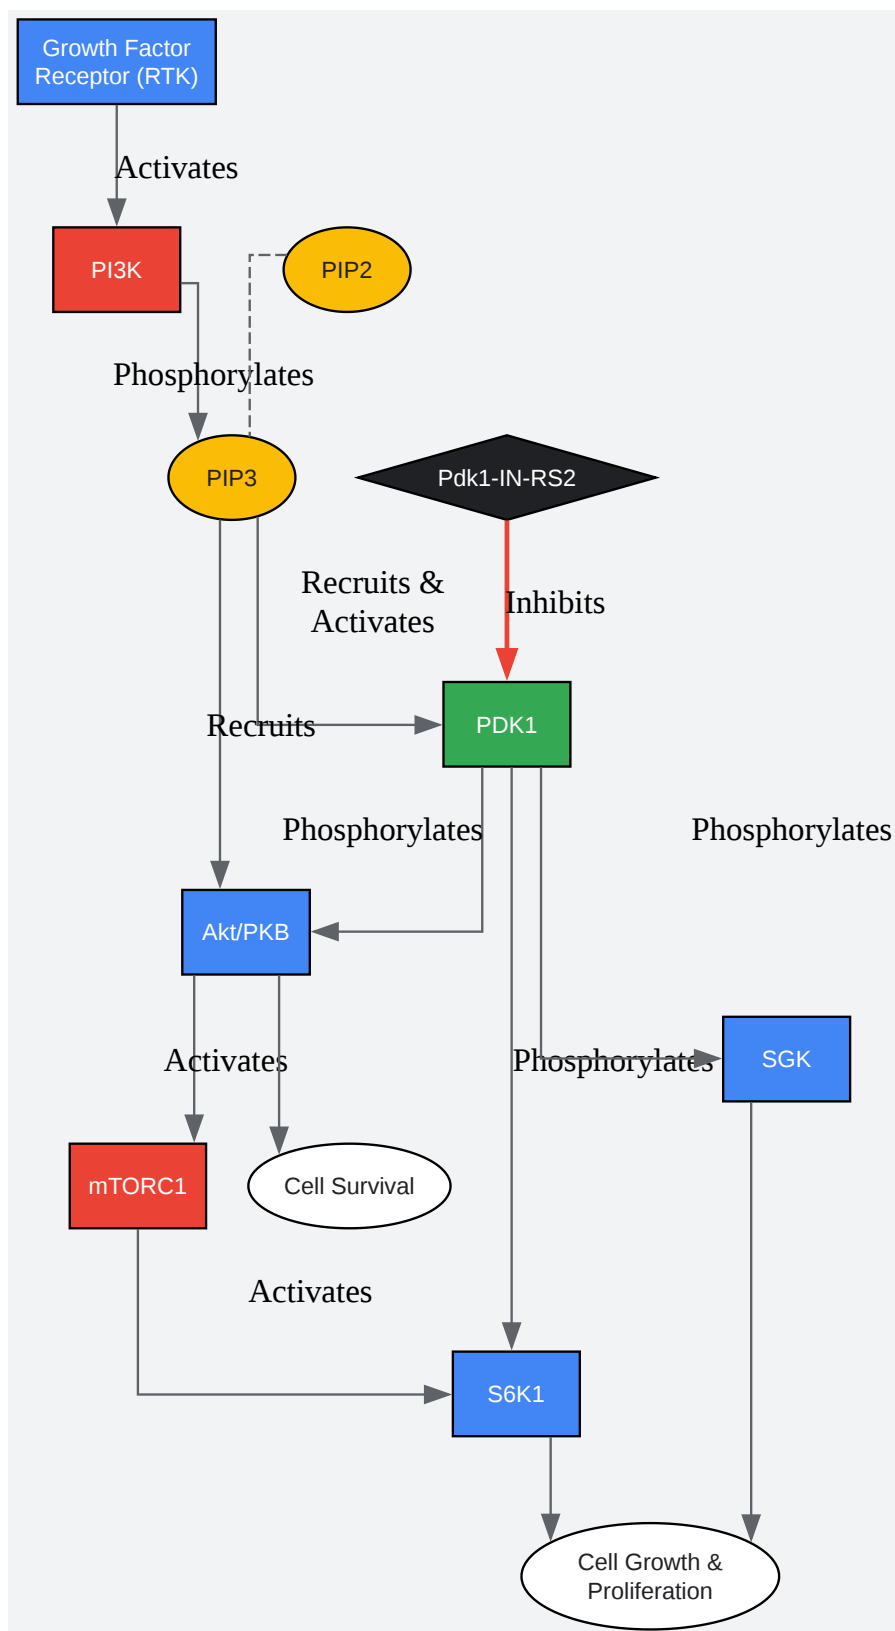 Growth Factor
Receptor (RTK)
Activates
PI3K
PIP2
Phosphorylates
PIP3
Pdk1-IN-RS2
Recruits &
Activates
Inhibits
Recruits
PDK1
Phosphorylates
Phosphorylates
Akt/PKB
Activates
Phosphorylates
SGK
mTORC1
Cell Survival
Activates
S6K1
Cell Growth &
Proliferation